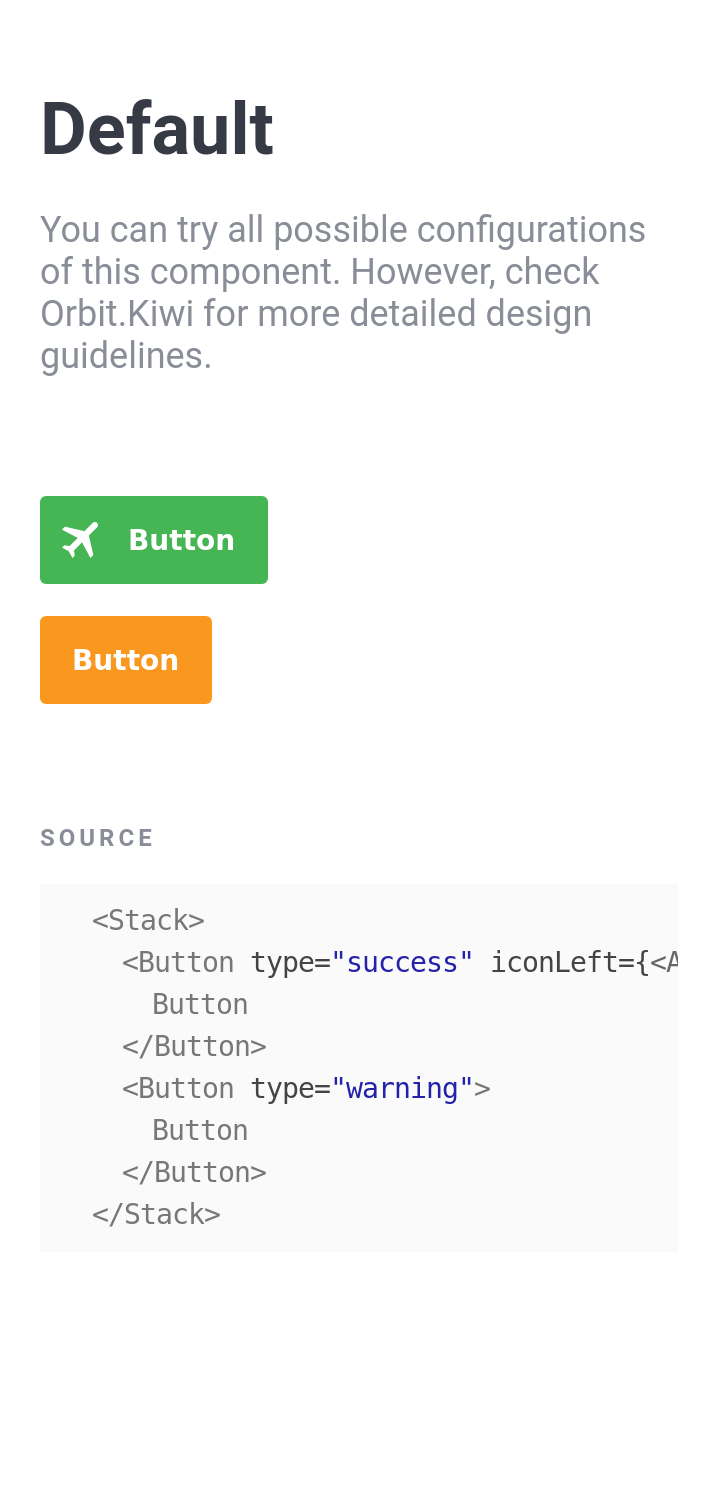 Default
You can try all possible configurations
of this component. However, check
Orbit.Kiwi for more detailed design
guidelines.
Button
Button
SOURCE
<Stack>
<Button type="success" iconLeft={<A
Button
</Button>
<Button type="warning">
Button
</Button>
</Stack>